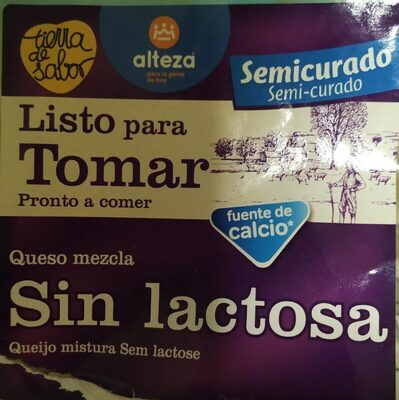 tierra
de
sabor
alteza
para la gente
de hoy
Semicurado
Semi-curado
Listo para
Tomar
Pronto a comer
fuente de
calcio*
Queso mezcla
Sin lactosa
Queijo mistura Sem lactose